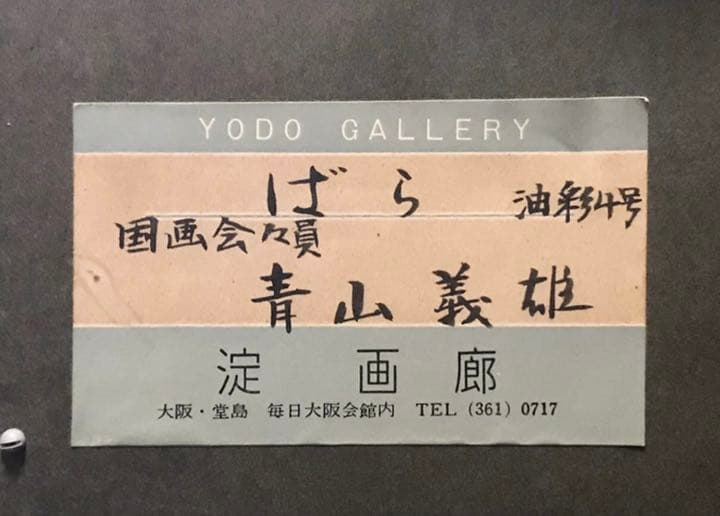 YODO GALLERY
ばら 油彩4号
国画会々員
青山義雄
淀画廊
大阪・堂島 毎日大阪会館内 TEL (361) 0717